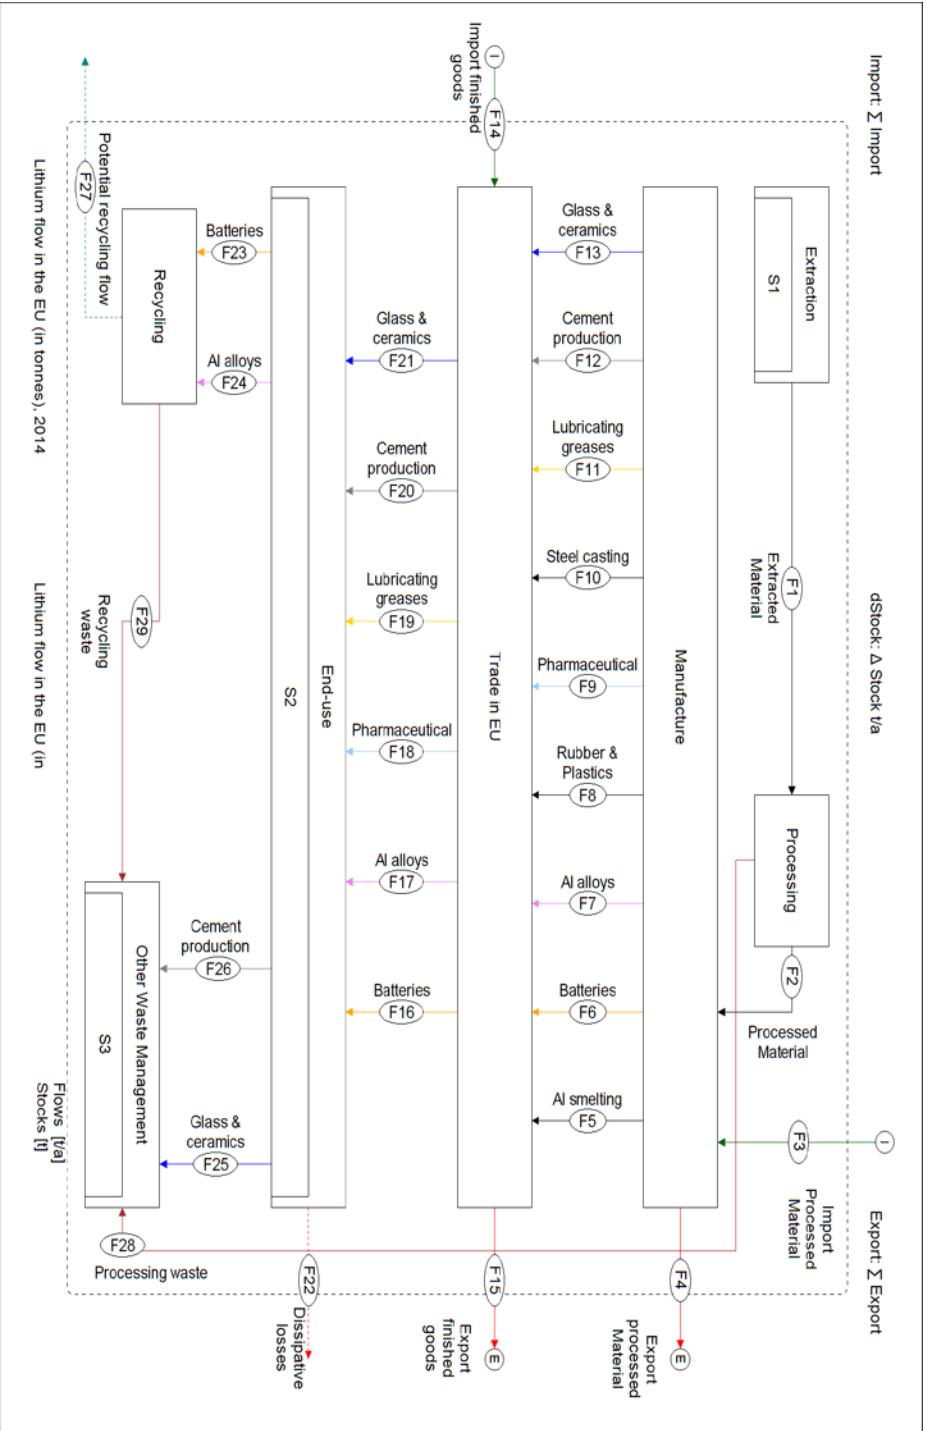 Import: ∑ Import
dStock: Δ Stock t/a
Export: ∑ Export
I
F14
Import finished
goods
Extraction
S1
F1
Extracted
Material
Processing
F2
Processed
Material
I
F3
Import
Processed
Material
Manufacture
F4
E
Export
processed
Material
Glass &
ceramics
F13
Cement
production
F12
Lubricating
greases
F11
Steel casting
F10
Pharmaceutical
F9
Rubber &
Plastics
F8
Al alloys
F7
Batteries
F6
Al smelting
F5
Trade in EU
F15
E
Export
finished
goods
Glass &
ceramics
F21
Cement
production
F20
Lubricating
greases
F19
Pharmaceutical
F18
Al alloys
F17
Batteries
F16
End-use
S2
F22
Dissipative
losses
Batteries
F23
Al alloys
F24
Cement
production
F26
Glass &
ceramics
F25
Recycling
F27
Potential recycling flow
F29
Recycling
waste
Other Waste Management
S3
F28
Processing waste
Lithium flow in the EU (in tonnes), 2014
Lithium flow in the EU (in
Flows [t/a]
Stocks [t]